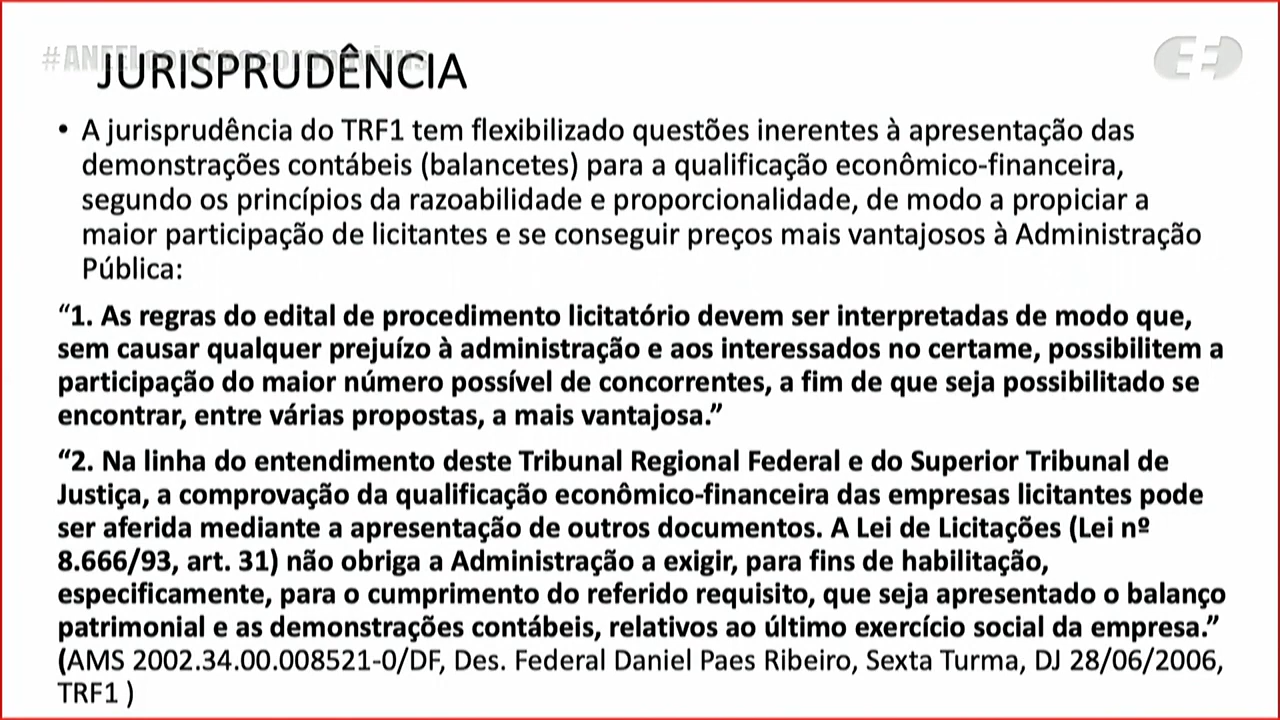 #ANEELcontraocoronavirus
JURISPRUDÊNCIA
• A jurisprudência do TRF1 tem flexibilizado questões inerentes à apresentação das
demonstrações contábeis (balancetes) para a qualificação econômico-financeira,
segundo os princípios da razoabilidade e proporcionalidade, de modo a propiciar a
maior participação de licitantes e se conseguir preços mais vantajosos à Administração
Pública:
“1. As regras do edital de procedimento licitatório devem ser interpretadas de modo que,
sem causar qualquer prejuízo à administração e aos interessados no certame, possibilitem a
participação do maior número possível de concorrentes, a fim de que seja possibilitado se
encontrar, entre várias propostas, a mais vantajosa.”
“2. Na linha do entendimento deste Tribunal Regional Federal e do Superior Tribunal de
Justiça, a comprovação da qualificação econômico-financeira das empresas licitantes pode
ser aferida mediante a apresentação de outros documentos. A Lei de Licitações (Lei nº
8.666/93, art. 31) não obriga a Administração a exigir, para fins de habilitação,
especificamente, para o cumprimento do referido requisito, que seja apresentado o balanço
patrimonial e as demonstrações contábeis, relativos ao último exercício social da empresa.”
(AMS 2002.34.00.008521-0/DF, Des. Federal Daniel Paes Ribeiro, Sexta Turma, DJ 28/06/2006,
TRF1 )